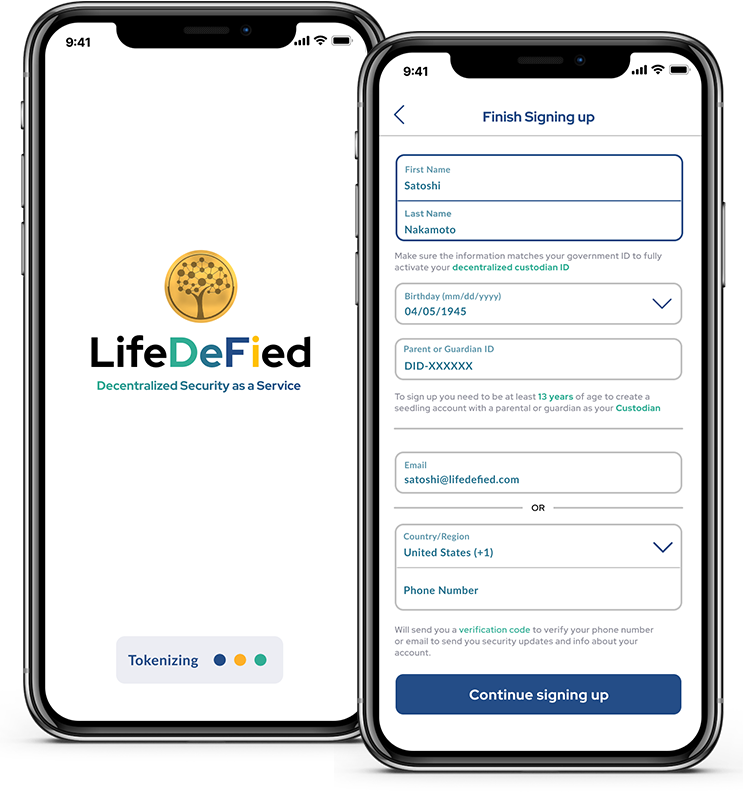 9:41
LifeDeFied
Decentralized Security as a Service
Tokenizing
9:41
Finish Signing up
First Name
Satoshi
Last Name
Nakamoto
Make sure the information matches your government ID to fully
activate your decentralized custodian ID
Birthday (mm/dd/yyyy)
04/05/1945
Parent or Guardian ID
DID-XXXXXX
To sign up you need to be at least 13 years of age to create a
seedling account with a parental or guardian as your Custodian
Email
satoshi@lifedefied.com
OR
Country/Region
United States (+1)
Phone Number
Will send you a verification code to verify your phone number
or email to send you security updates and info about your
account.
Continue signing up